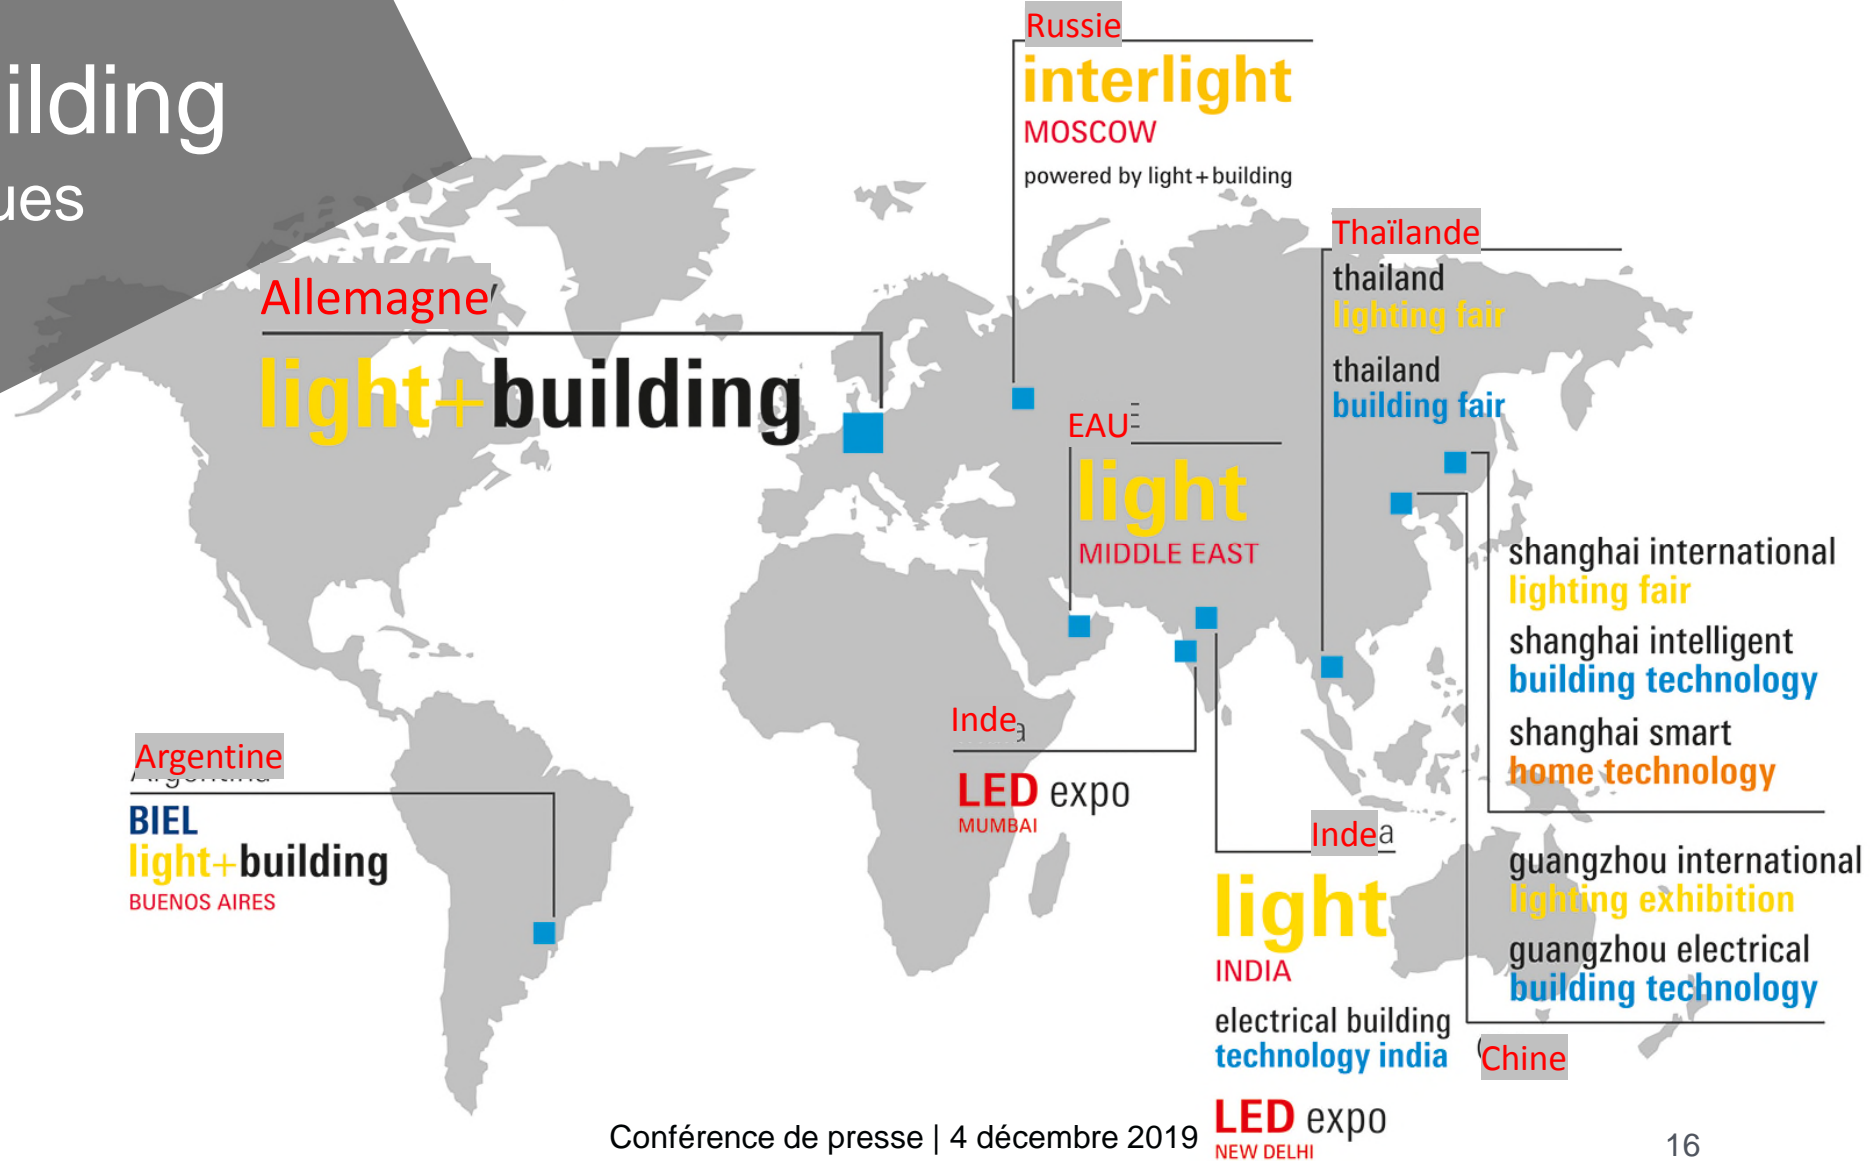 ilding
ues
Russie
interlight
MOSCOW
powered by light+building
Thaïlande
thailand
lighting fair
thailand
building fair
Allemagne
light+building
EAU
light
MIDDLE EAST
shanghai international
lighting fair
shanghai intelligent
building technology
shanghai smart
home technology
Inde
LED expo
MUMBAI
Argentine
BIEL
light+building
BUENOS AIRES
Inde
light
INDIA
electrical building
technology india
LED expo
NEW DELHI
guangzhou international
lighting exhibition
guangzhou electrical
building technology
Chine
Conférence de presse | 4 décembre 2019
16